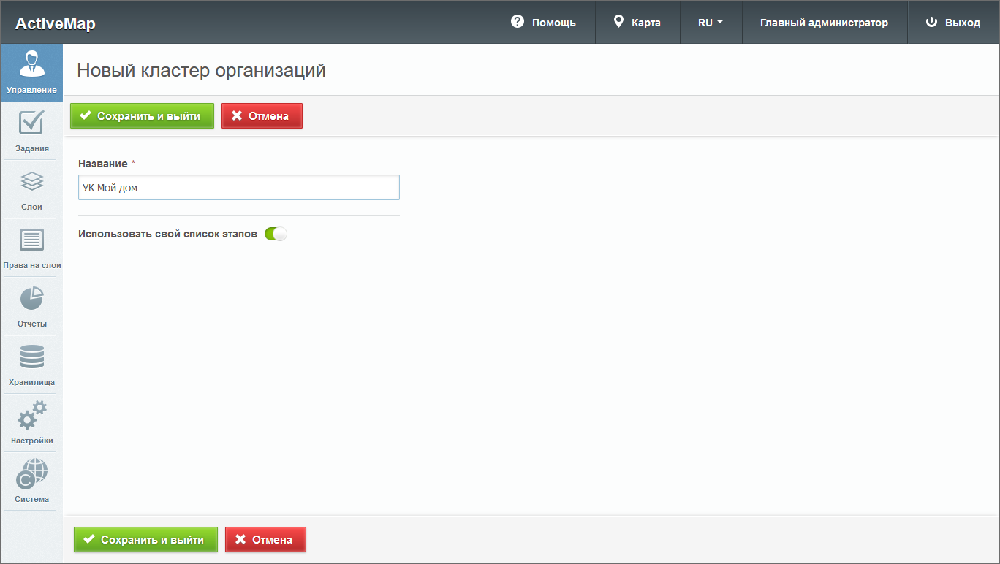 ActiveMap
Помощь
Карта
RU
Главный администратор
Выход
Управление
Задания
Слои
Права на слои
Отчеты
Хранилища
Настройки
Система
Новый кластер организаций
Сохранить и выйти
Отмена
Название *
УК Мой дом
Использовать свой список этапов
Сохранить и выйти
Отмена